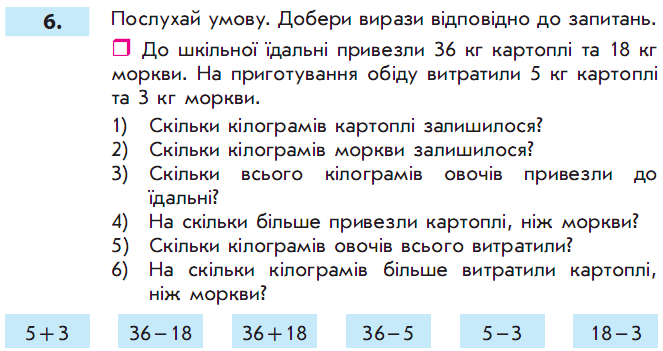 6. Послухай умову. Добери вирази відповідно до запитань.
До шкільної їдальні привезли 36 кг картоплі та 18 кг
моркви. На приготування обіду витратили 5 кг картоплі
та 3 кг моркви.
1) Скільки кілограмів картоплі залишилося?
2) Скільки кілограмів моркви залишилося?
3) Скільки всього кілограмів овочів привезли до
їдальні?
4) На скільки більше привезли картоплі, ніж моркви?
5) Скільки кілограмів овочів всього витратили?
6) На скільки кілограмів більше витратили картоплі,
ніж моркви?
5 + 3 36 – 18 36 + 18 36 – 5 5 – 3 18 – 3